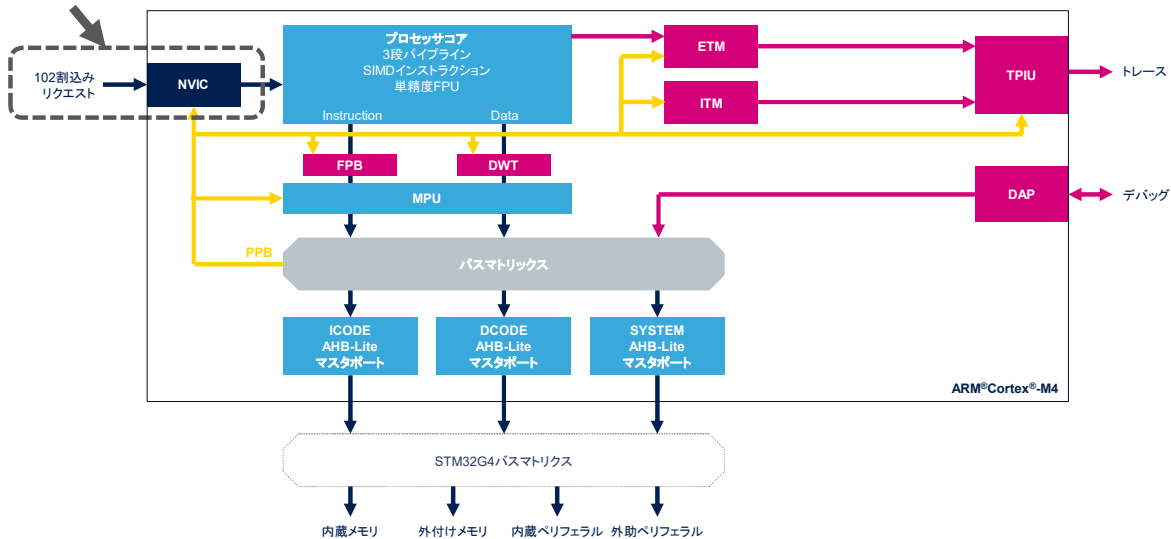 プロセッサコア
3段パイプライン
SIMDインストラクション
単精度FPU
Instruction
Data
102割込み
リクエスト
NVIC
ETM
ITM
TPIU
トレース
FPB
DWT
MPU
DAP
デバッグ
PPB
バスマトリックス
ICODE
AHB-Lite
マスタポート
DCODE
AHB-Lite
マスタポート
SYSTEM
AHB-Lite
マスタポート
ARM®Cortex®-M4
STM32G4バスマトリクス
内蔵メモリ
外付けメモリ
内蔵ペリフェラル
外助ペリフェラル